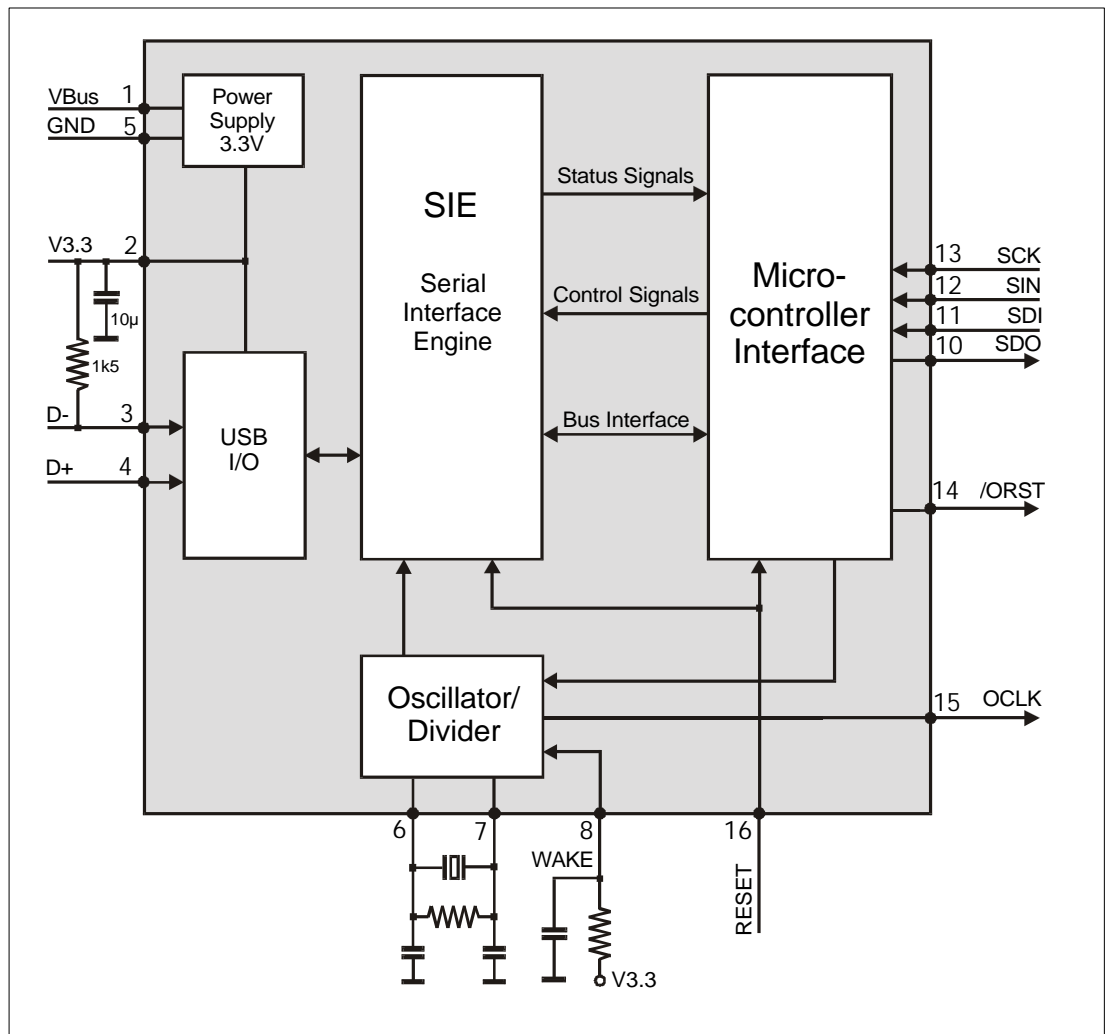 VBus 1
GND 5
Power
Supply
3.3V
V3.3 2
10µ
1k5
D- 3
D+ 4
USB
I/O
SIE
Serial
Interface
Engine
Status Signals
Control Signals
Bus Interface
Micro-
controller
Interface
13 SCK
12 SIN
11 SDI
10 SDO
14 /ORST
Oscillator/
Divider
15 OCLK
6
7
8
16
WAKE
RESET
V3.3